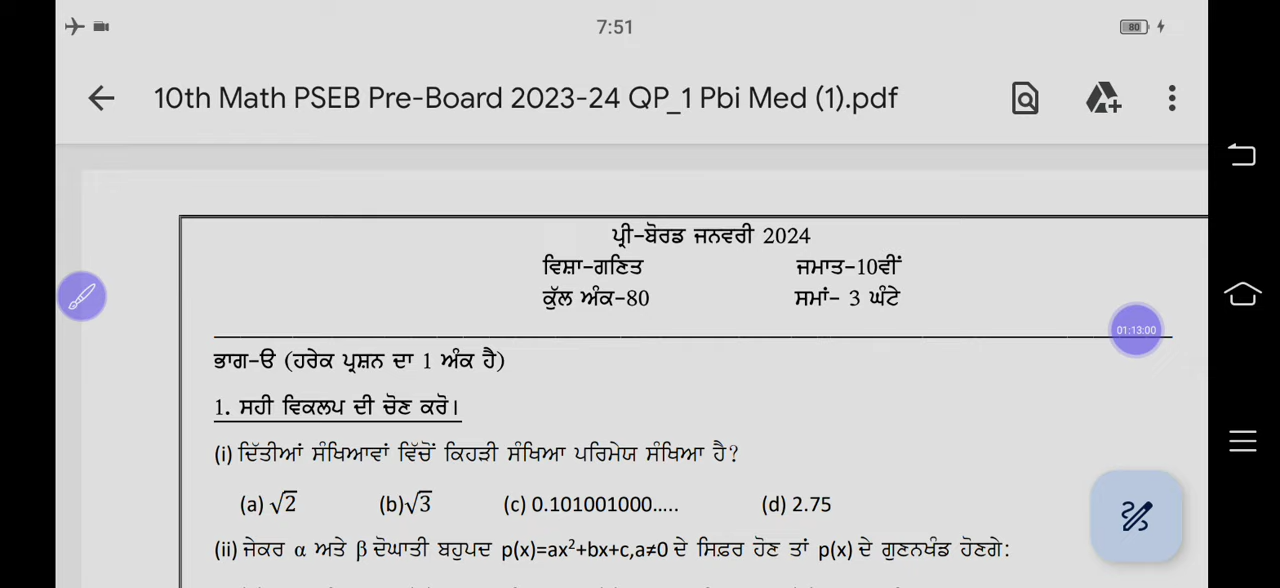 7:51
80
10th Math PSEB Pre-Board 2023-24 QP_1 Pbi Med (1).pdf
ਪ੍ਰੀ-ਬੋਰਡ ਜਨਵਰੀ 2024
ਵਿਸ਼ਾ-ਗਣਿਤ ਜਮਾਤ-10ਵੀਂ
ਕੁੱਲ ਅੰਕ-80 ਸਮਾਂ- 3 ਘੰਟੇ
01:13:00
ਭਾਗ-ੳ (ਹਰੇਕ ਪ੍ਰਸ਼ਨ ਦਾ 1 ਅੰਕ ਹੈ)
1. ਸਹੀ ਵਿਕਲਪ ਦੀ ਚੋਣ ਕਰੋ।
(i) ਦਿੱਤੀਆਂ ਸੰਖਿਆਵਾਂ ਵਿੱਚੋਂ ਕਿਹੜੀ ਸੰਖਿਆ ਪਰਿਮੇਯ ਸੰਖਿਆ ਹੈ?
(a) √2 (b)√3 (c) 0.101001000..... (d) 2.75
(ii) ਜੇਕਰ α ਅਤੇ β ਦੋਘਾਤੀ ਬਹੁਪਦ p(x)=ax²+bx+c,a≠0 ਦੇ ਸਿਫ਼ਰ ਹੋਣ ਤਾਂ p(x) ਦੇ ਗੁਣਨਖੰਡ ਹੋਣਗੇ: